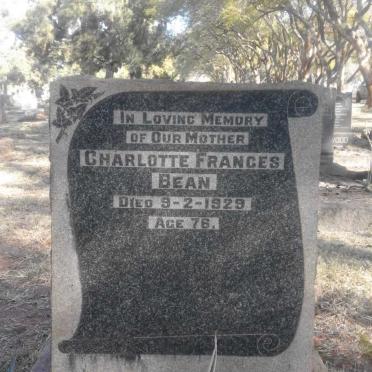 In Loving Memory
of Our Mother
Charlotte Frances
Bean
Died 9-2-1929
Age 76.